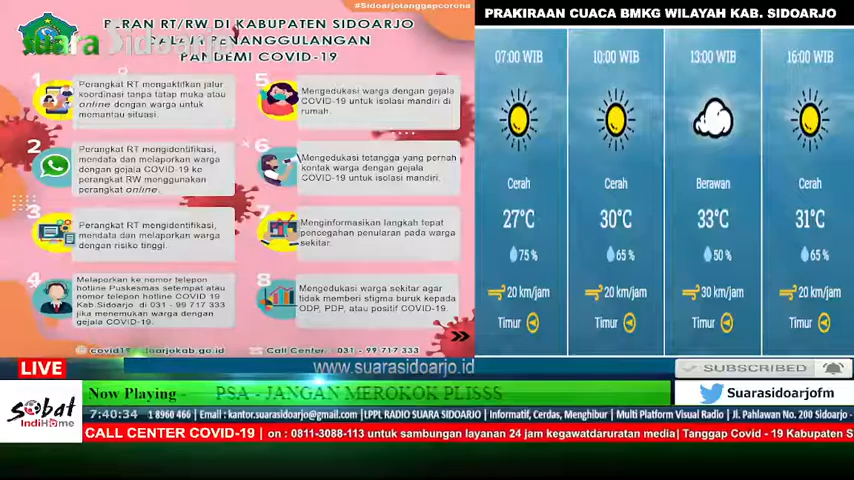 #Sidoarjotanggapcorona
PERAN RT/RW DI KABUPATEN SIDOARJO
DALAM PENANGGULANGAN
PANDEMI COVID-19
suara Sidoarjo
1
Perangkat RT mengaktifkan jalur
koordinasi tanpa tatap muka atau
online dengan warga untuk
memantau situasi.
2
Perangkat RT mengidentifikasi,
mendata dan melaporkan warga
dengan gejala COVID-19 ke
perangkat RW menggunakan
perangkat online.
3
Perangkat RT mengidentifikasi,
mendata dan melaporkan warga
dengan risiko tinggi.
4
Melaporkan ke nomor telepon
hotline Puskesmas setempat atau
nomor telepon hotline COVID 19
Kab Sidoarjo di 031 - 99 717 333
jika menemukan warga dengan
gejala COVID-19.
5
Mengedukasi warga dengan gejala
COVID-19 untuk isolasi mandiri di
rumah.
6
Mengedukasi tetangga yang pernah
kontak warga dengan gejala
COVID-19 untuk isolasi mandiri.
7
Menginformasikan langkah tepat
pencegahan penularan pada warga
sekitar.
8
Mengedukasi warga sekitar agar
tidak memberi stigma buruk kepada
ODP, PDP, atau positif COVID-19.
Call Center : 031 - 99 717 333
PRAKIRAAN CUACA BMKG WILAYAH KAB. SIDOARJO
07:00 WIB 10:00 WIB 13:00 WIB 16:00 WIB
Cerah Cerah Berawan Cerah
27°C 30°C 33°C 31°C
75 % 65 % 50 % 65 %
20 km/jam 20 km/jam 30 km/jam 20 km/jam
Timur Timur Timur Timur
LIVE
www.suarasidoarjo.id
SUBSCRIBED
Now Playing - PSA - JANGAN MEROKOK PLISSS
Suarasidoarjofm
Sobat
IndiHome
7:40:34 1 8960 466 | Email : kantor.suarasidoarjo@gmail.com |LPPL RADIO SUARA SIDOARJO | Informatif, Cerdas, Menghibur | Multi Platform Visual Radio | Jl. Pahlawan No. 200 Sidoarjo -
CALL CENTER COVID-19 | on : 0811-3088-113 untuk sambungan layanan 24 jam kegawatdaruratan media| Tanggap Covid - 19 Kabupaten S